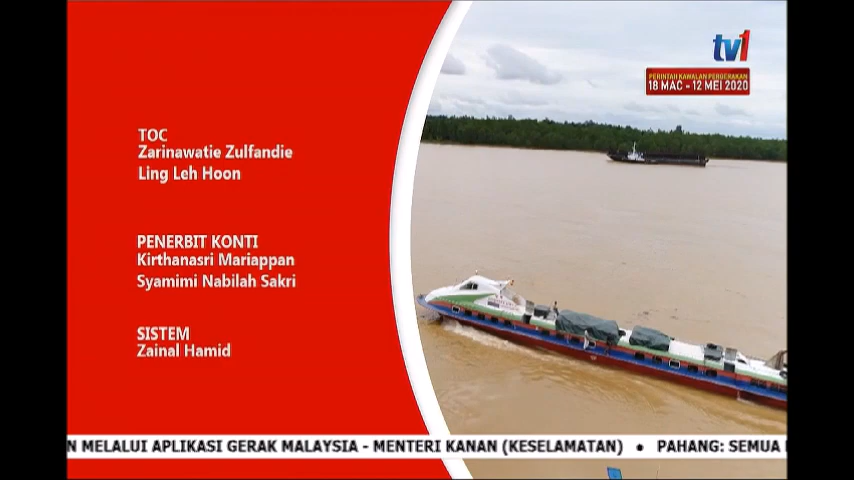 tv1
PERINTAH KAWALAN PERGERAKAN
18 MAC - 12 MEI 2020
TOC
Zarinawatie Zulfandie
Ling Leh Hoon
PENERBIT KONTI
Kirthanasri Mariappan
Syamimi Nabilah Sakri
SISTEM
Zainal Hamid
N MELALUI APLIKASI GERAK MALAYSIA - MENTERI KANAN (KESELAMATAN) • PAHANG: SEMUA